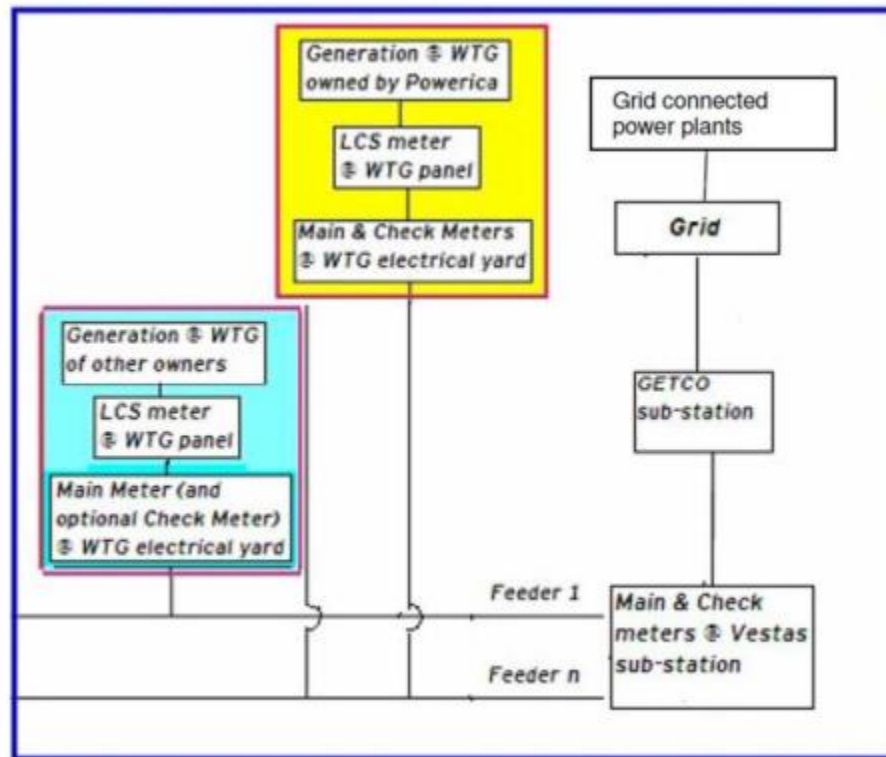 Generation @ WTG
owned by Powerica
LCS meter
@ WTG panel
Main & Check Meters
@ WTG electrical yard
Grid connected
power plants
Grid
GETCO
sub-station
Generation @ WTG
of other owners
LCS meter
@ WTG panel
Main Meter (and
optional Check Meter)
@ WTG electrical yard
Feeder 1
Feeder n
Main & Check
meters @ Vestas
sub-station